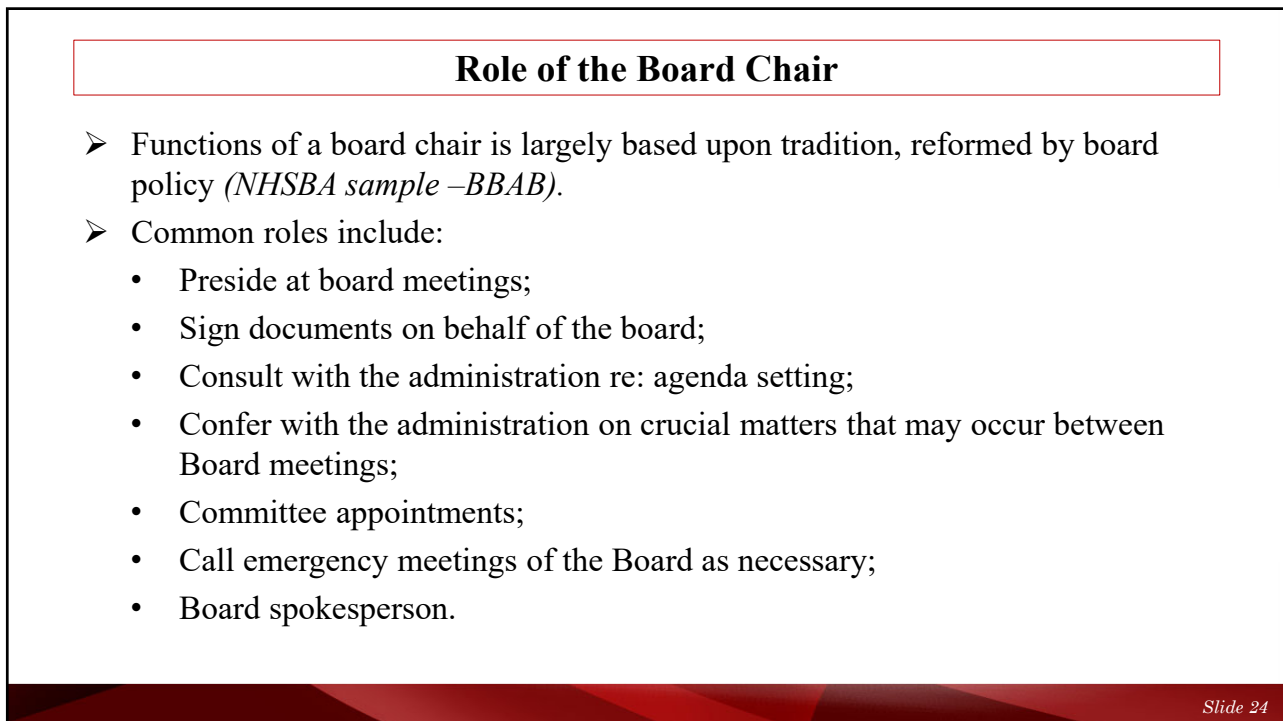 Role of the Board Chair
➢ Functions of a board chair is largely based upon tradition, reformed by board
policy (NHSBA sample –BBAB).
➢ Common roles include:
• Preside at board meetings;
• Sign documents on behalf of the board;
• Consult with the administration re: agenda setting;
• Confer with the administration on crucial matters that may occur between
Board meetings;
• Committee appointments;
• Call emergency meetings of the Board as necessary;
• Board spokesperson.
Slide 24